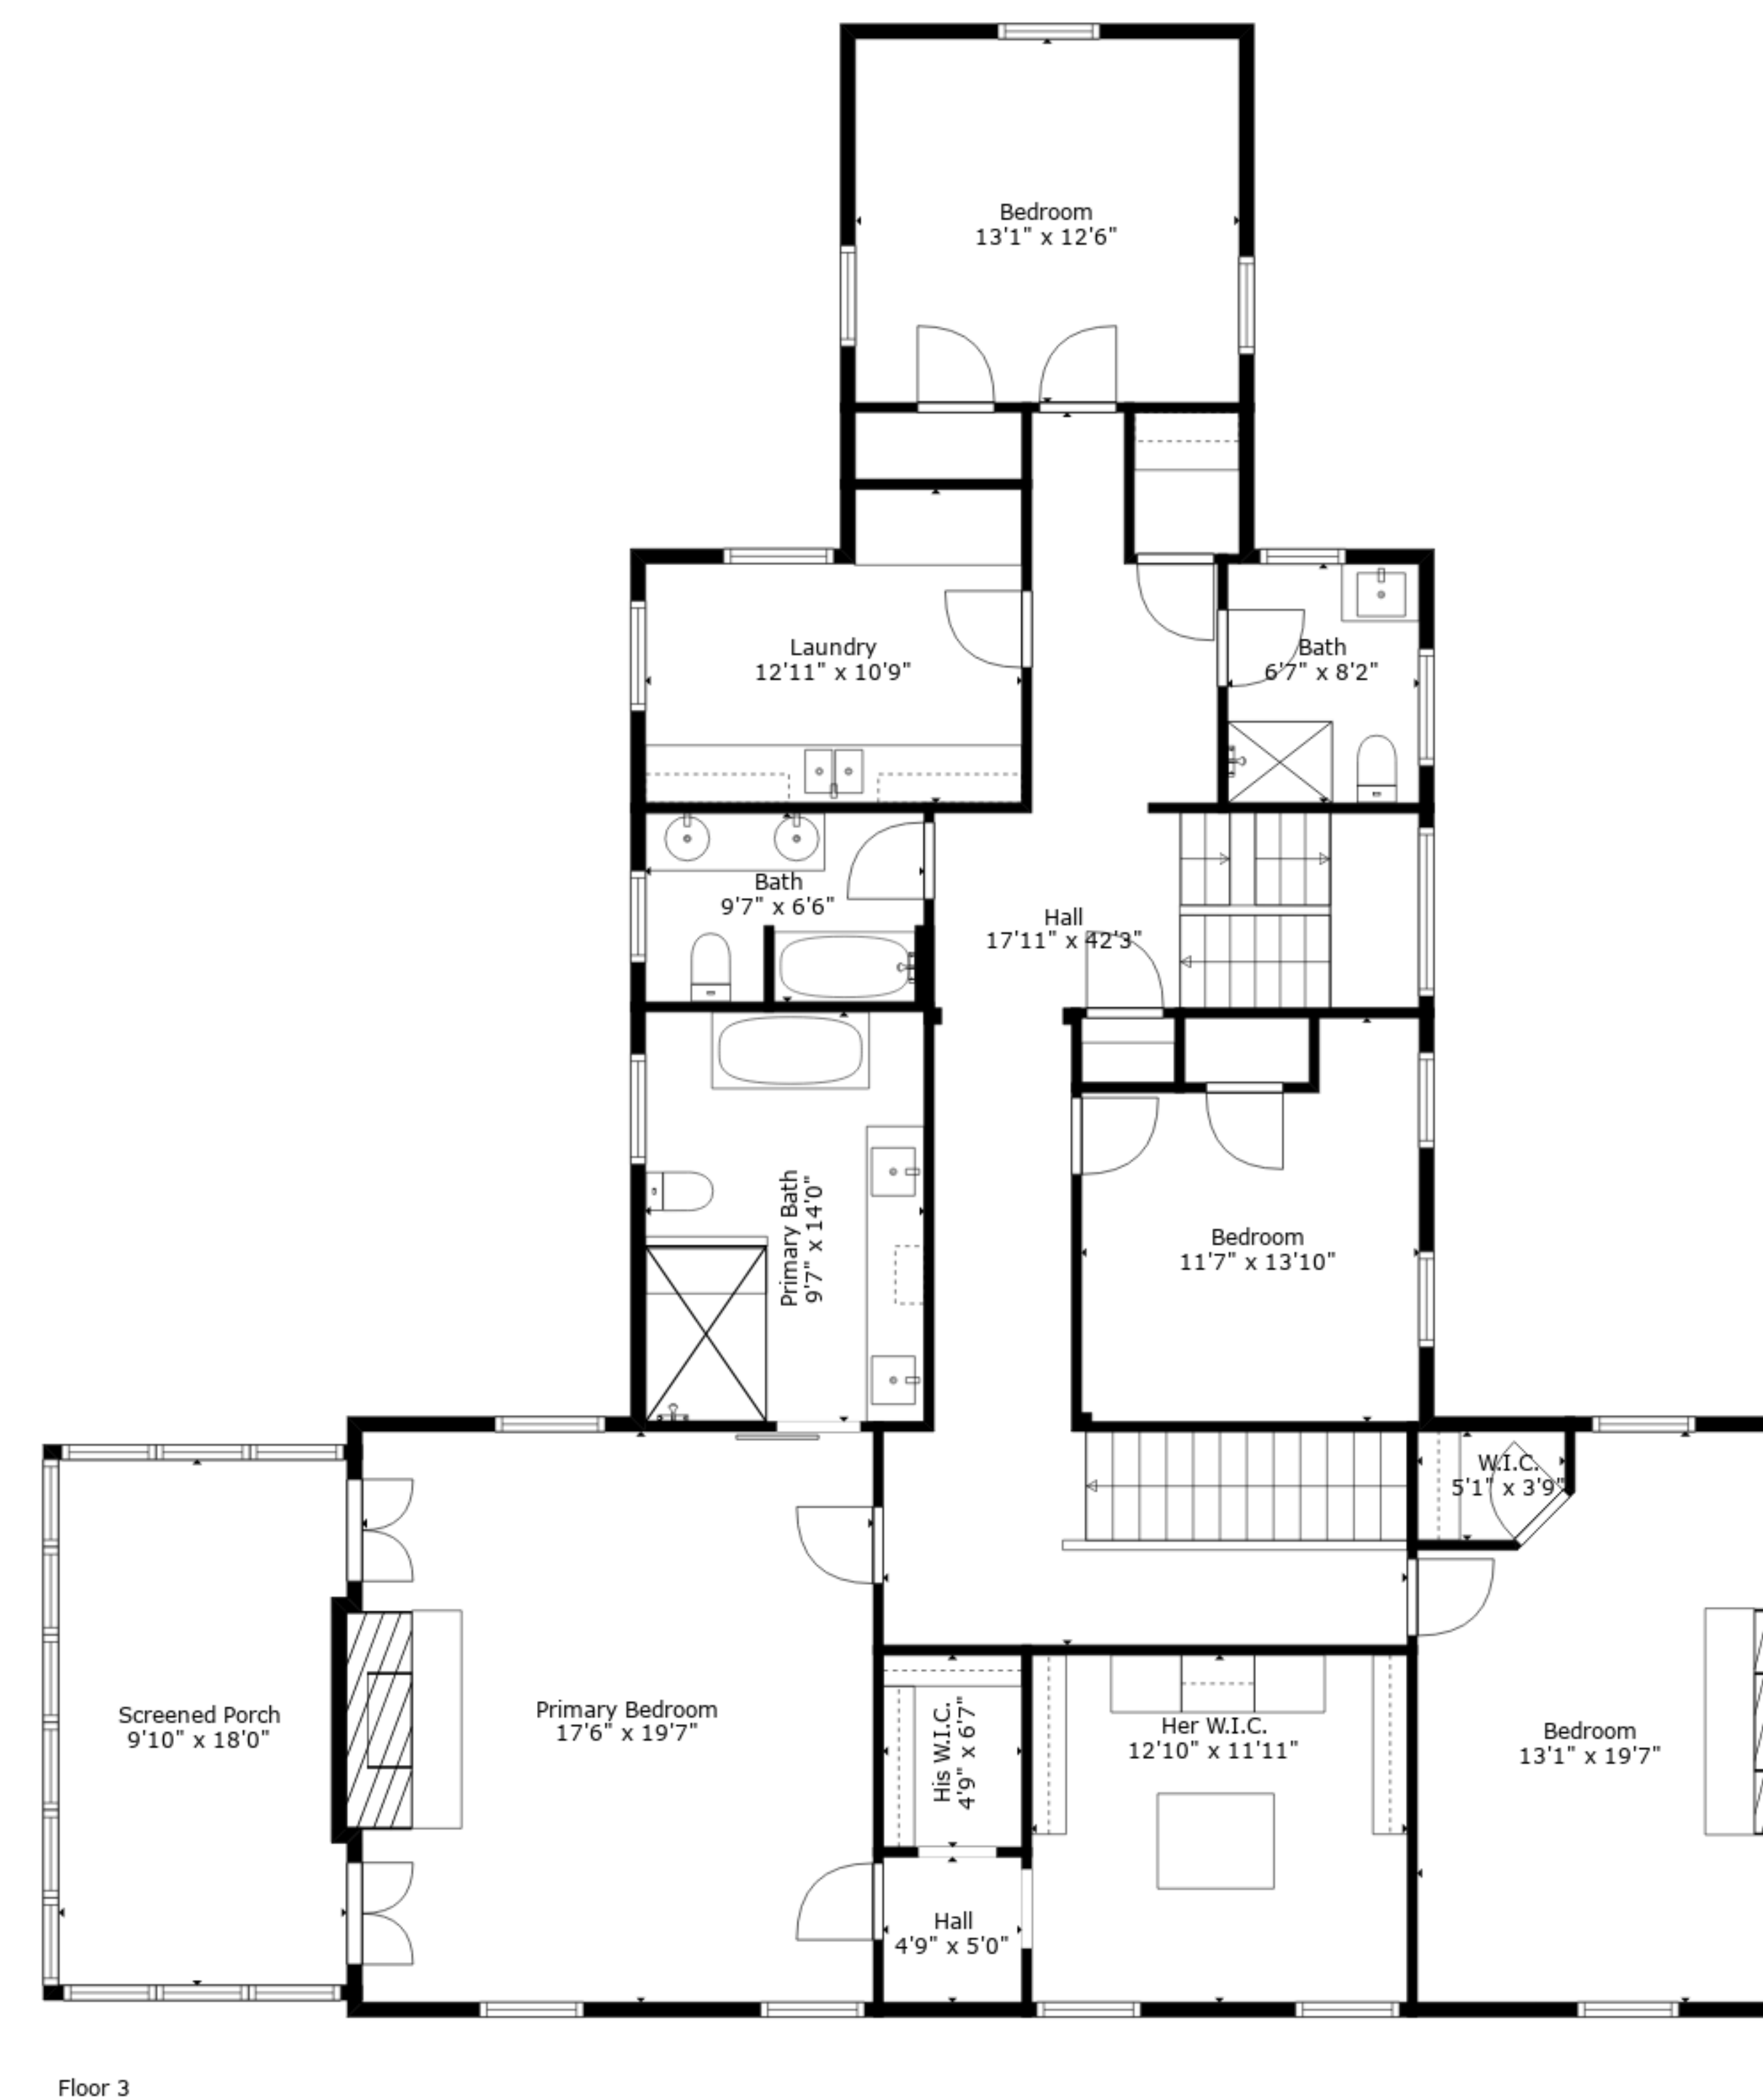 Bedroom
13'1" x 12'6"
Laundry
12'11" x 10'9"
Bath
6'7" x 8'2"
Bath
9'7" x 6'6"
Hall
17'11" x 42'3"
Primary Bath
9'7" x 14'0"
Bedroom
11'7" x 13'10"
W.I.C.
5'1" x 3'9"
Screened Porch
9'10" x 18'0"
Primary Bedroom
17'6" x 19'7"
His W.I.C.
4'9" x 6'7"
Her W.I.C.
12'10" x 11'11"
Bedroom
13'1" x 19'7"
Hall
4'9" x 5'0"
Floor 3